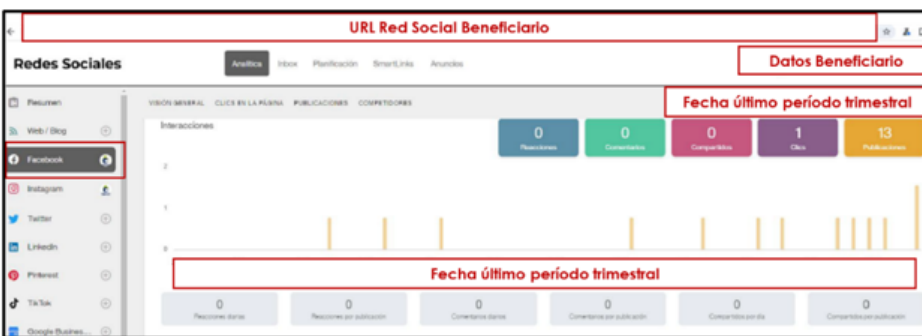 URL Red Social Beneficiario
Redes Sociales
Analítica Inbox Planificación SmartLinks Anuncios
Datos Beneficiario
Resumen
VISIÓN GENERAL CLICS EN LA PÁGINA PUBLICACIONES COMPETIDORES
Fecha último período trimestral
Web / Blog
Interacciones
0 0 0 1 13
Reacciones Comentarios Compartidos Clics Publicaciones
Facebook
2
Instagram
1
Twitter
LinkedIn
0
Pinterest
Fecha último período trimestral
TikTok
0 0 0 0 0 0
Reacciones diarias Reacciones por publicación Comentarios diarios Comentarios por publicación Compartidos por día Compartidos por publicación
Google Busines...